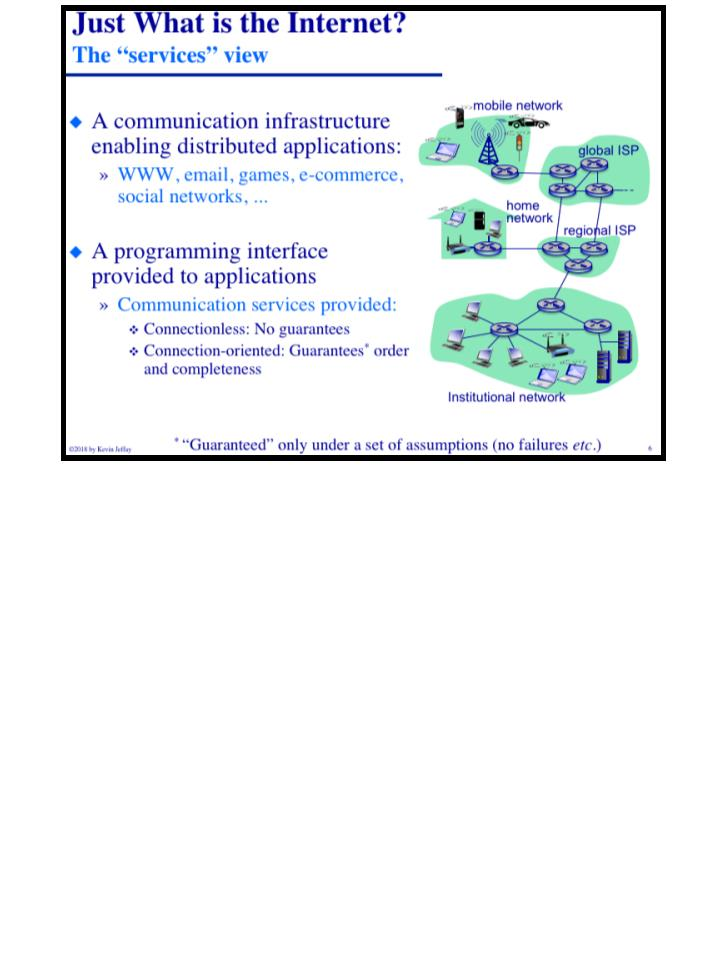 Just What is the Internet?
The “services” view
◆ A communication infrastructure
enabling distributed applications:
» WWW, email, games, e-commerce,
social networks, ...
◆ A programming interface
provided to applications
» Communication services provided:
❖ Connectionless: No guarantees
❖ Connection-oriented: Guarantees* order
and completeness
mobile network
global ISP
home
network
regional ISP
Institutional network
* “Guaranteed” only under a set of assumptions (no failures etc.)
©2018 by Kevin Jeffay
6